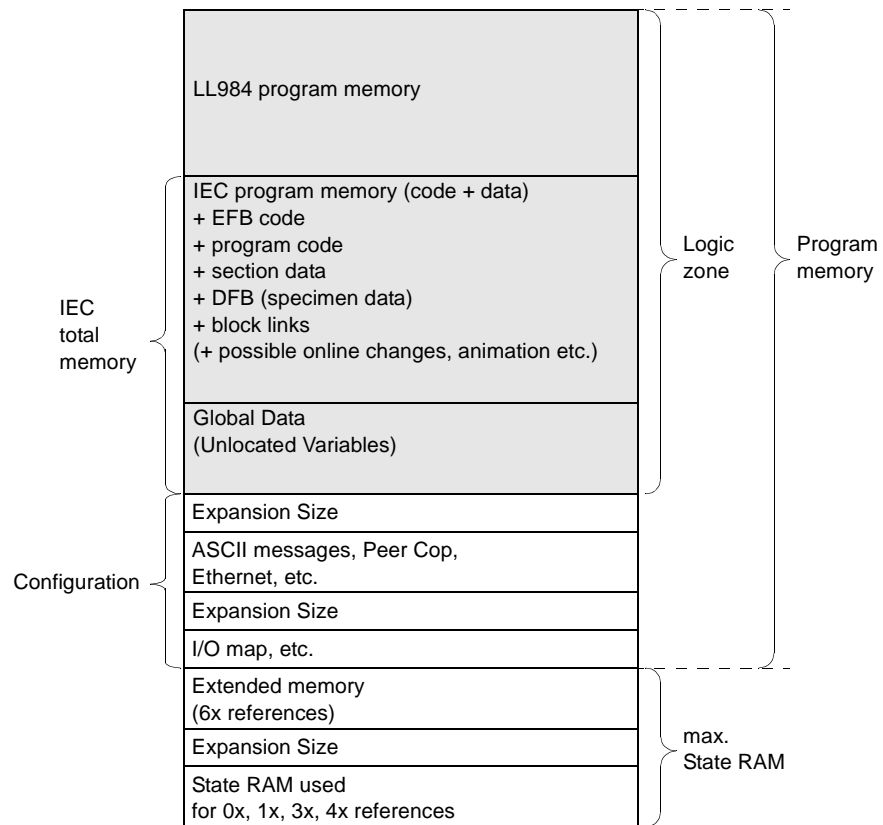 LL984 program memory
IEC program memory (code + data)
+ EFB code
+ program code
+ section data
+ DFB (specimen data)
+ block links
(+ possible online changes, animation etc.)
Logic
zone
Program
memory
IEC
total
memory
Global Data
(Unlocated Variables)
Expansion Size
ASCII messages, Peer Cop,
Ethernet, etc.
Configuration
Expansion Size
I/O map, etc.
Extended memory
(6x references)
Expansion Size
max.
State RAM
State RAM used
for 0x, 1x, 3x, 4x references